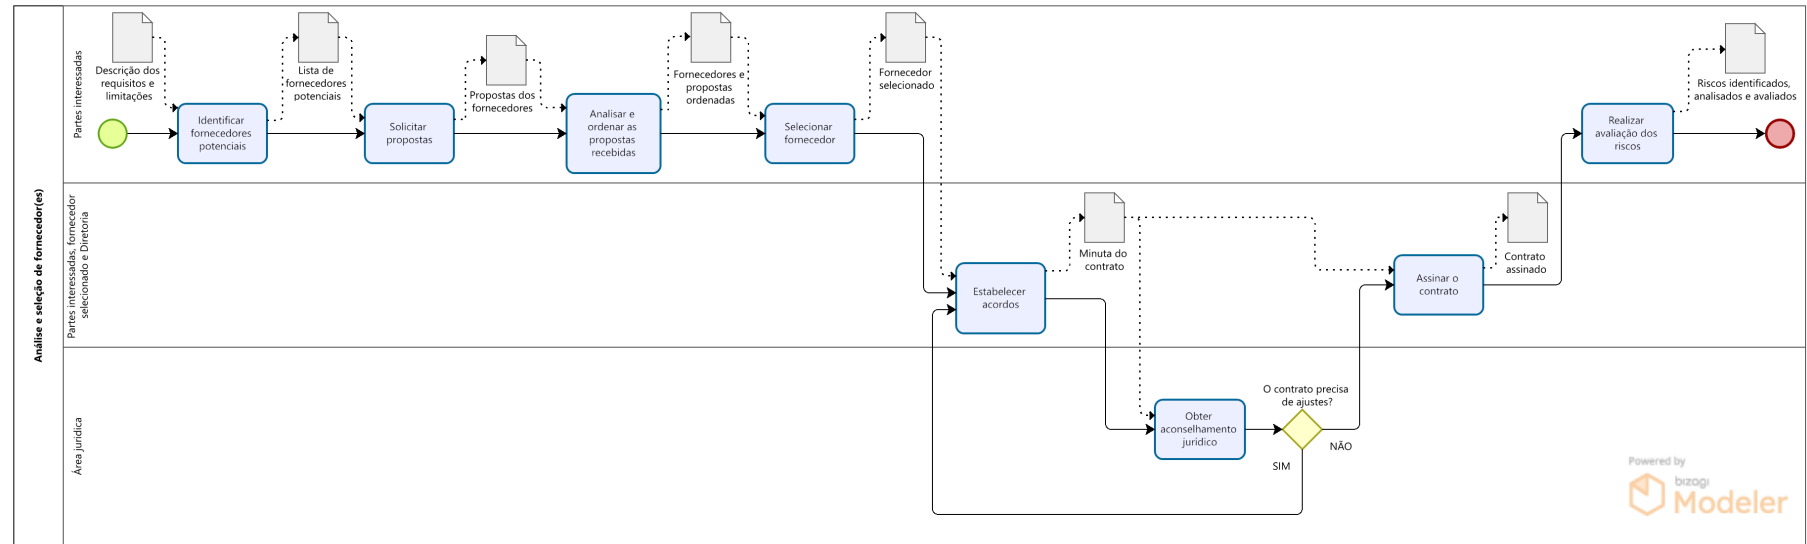 Análise e seleção de fornecedor(es)
Partes interessadas
Descrição dos
requisitos e
limitações
Identificar
fornecedores
potenciais
Lista de
fornecedores
potenciais
Solicitar
propostas
Propostas dos
fornecedores
Analisar e
ordenar as
propostas
recebidas
Fornecedores e
propostas
ordenadas
Selecionar
fornecedor
Fornecedor
selecionado
Realizar
avaliação dos
riscos
Riscos identificados,
analisados e avaliados
Partes interessadas, fornecedor
selecionado e Diretoria
Estabelecer
acordos
Minuta do
contrato
Assinar o
contrato
Contrato
assinado
Área jurídica
Obter
aconselhamento
jurídico
O contrato precisa
de ajustes?
NÃO
SIM
Powered by
bizagi
Modeler